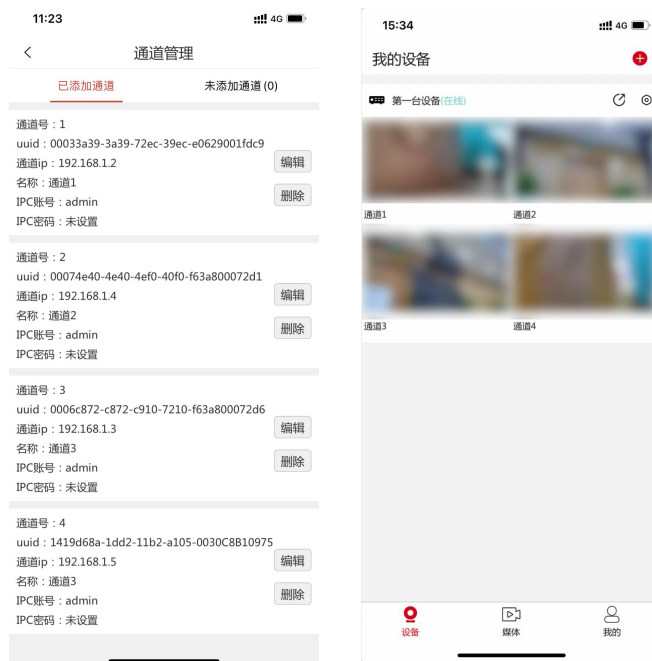 11:23
4G
通道管理
已添加通道
未添加通道 (0)
通道号：1
uuid：00033a39-3a39-72ec-39ec-e0629001fdc9
通道ip：192.168.1.2
编辑
名称：通道1
IPC账号：admin
删除
IPC密码：未设置
通道号：2
uuid：00074e40-4e40-4ef0-40f0-f63a800072d1
通道ip：192.168.1.4
编辑
名称：通道2
IPC账号：admin
删除
IPC密码：未设置
通道号：3
uuid：0006c872-c872-c910-7210-f63a800072d6
通道ip：192.168.1.3
编辑
名称：通道3
IPC账号：admin
删除
IPC密码：未设置
通道号：4
uuid：1419d68a-1dd2-11b2-a105-0030C8B10975
通道ip：192.168.1.5
编辑
名称：通道3
IPC账号：admin
删除
IPC密码：未设置
15:34
4G
我的设备
第一台设备(在线)
通道1
通道2
通道3
通道4
设备
媒体
我的